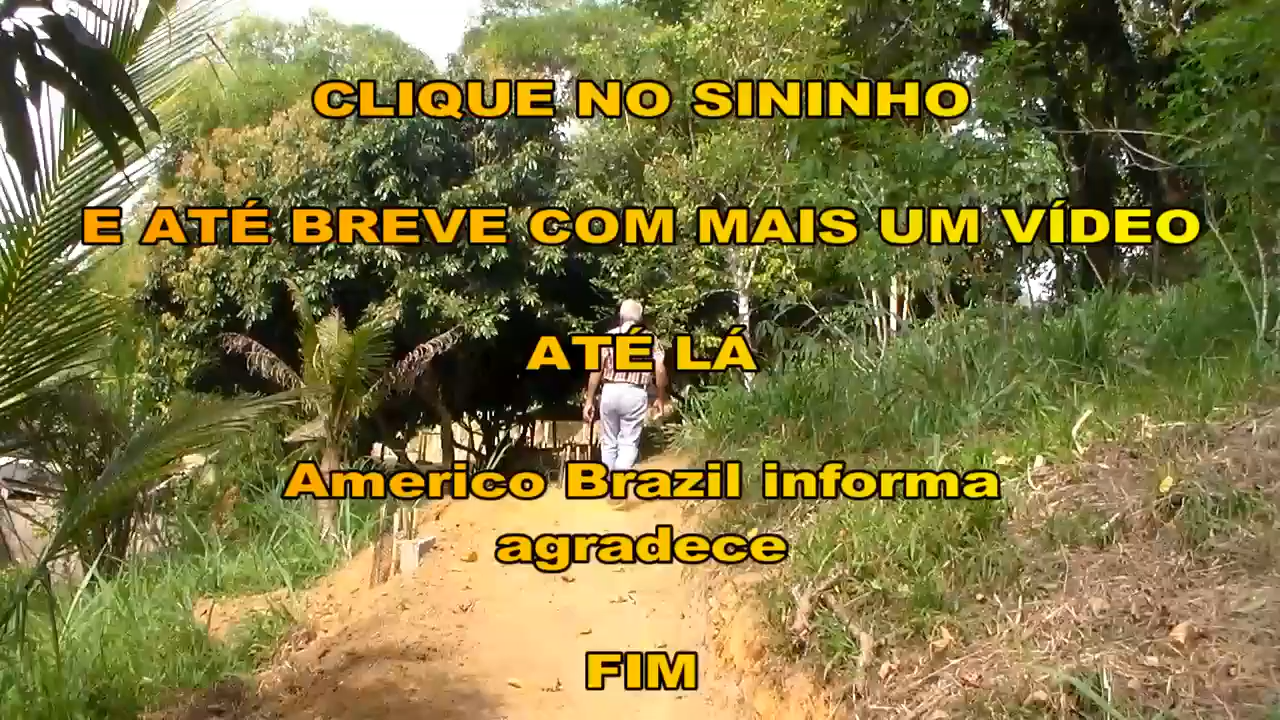 CLIQUE NO SININHO
E ATÉ BREVE COM MAIS UM VÍDEO
ATÉ LÁ
Americo Brazil informa
agradece
FIM